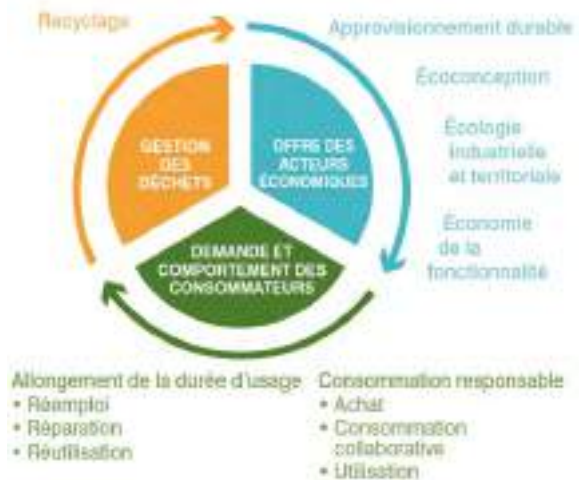 Recyclage
Approvisionnement durable
Écoconception
Écologie
industrielle
et territoriale
Économie
de la
fonctionnalité
GESTION
DES
DÉCHETS
OFFRE DES
ACTEURS
ÉCONOMIQUES
DEMANDE ET
COMPORTEMENT DES
CONSOMMATEURS
Allongement de la durée d'usage
• Réemploi
• Réparation
• Réutilisation
Consommation responsable
• Achat
• Consommation
collaborative
• Utilisation